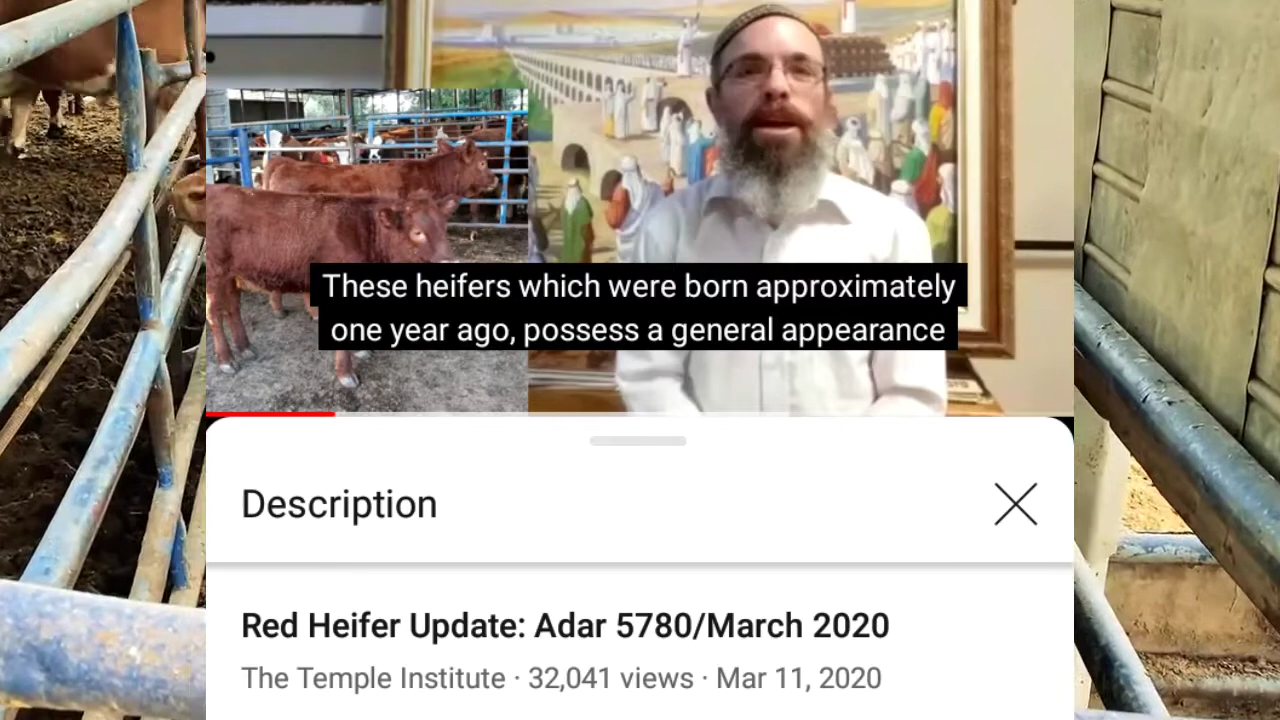 These heifers which were born approximately
one year ago, possess a general appearance
Description
Red Heifer Update: Adar 5780/March 2020
The Temple Institute · 32,041 views · Mar 11, 2020